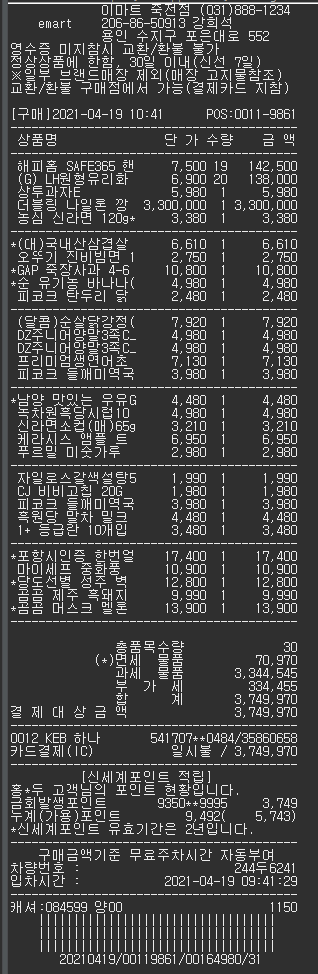 이마트 죽전점 (031)888-1234
emart 206-86-50913 강희석
용인 수지구 포은대로 552
영수증 미지참시 교환/환불 불가
정상상품에 한함, 30일 이내(신선 7일)
※일부 브랜드매장 제외(매장 고지물참조)
교환/환불 구매점에서 가능(결제카드 지참)
[구매]2021-04-19 10:41 POS:0011-9861
상품명 단 가 수량 금 액
해피홈 SAFE365 핸 7,500 19 142,500
(G) LH원형유리화 6,900 20 138,000
상투과자E 5,980 1 5,980
더블링 나일론 깡 3,300,000 1 3,300,000
농심 신라면 120g* 3,380 1 3,380
*(대)국내산삼겹살 6,610 1 6,610
오뚜기 진비빔면 1 2,750 1 2,750
*GAP 죽장사과 4-6 10,800 1 10,800
*순 유기농 바나나( 4,980 1 4,980
피코크 탄두리 닭 2,480 1 2,480
(달콤)순살닭강정( 7,920 1 7,920
DZ주니어양말3족C_ 4,980 1 4,980
DZ주니어양말3족C_ 4,980 1 4,980
프리미엄생연어초 7,130 1 7,130
피코크 들깨미역국 3,980 1 3,980
*남양 맛있는 우유G 4,980 1 4,980
녹차원흑당시럽10 4,980 1 4,980
신라면소컵(매)65g 3,210 1 3,210
케라시스 앰플 트 6,950 1 6,950
푸르밀 미숫가루 2,980 1 2,980
자일로스갈색설탕5 1,990 1 1,990
CJ 비비고칩 20G 1,980 1 1,980
피코크 들깨미역국 3,980 1 3,980
흑원당 말차 밀크 4,480 1 4,480
1+ 등급란 10개입 3,480 1 3,480
*포항시인증 한번얼 17,400 1 17,400
마이셰프 중화풍 10,900 1 10,900
*당도선별 성주 벽 12,800 1 12,800
곰곰 제주 흑돼지 9,990 1 9,990
*곰곰 머스크 멜론 13,900 1 13,900
총품목수량 30
(*)면세 물품 70,970
과세 물품 3,344,545
부 가 세 334,455
합 계 3,749,970
결 제 대 상 금 액 3,749,970
0012 KEB 하나 541707**0484/35860658
카드결제(IC) 일시불 / 3,749,970
[신세계포인트 적립]
홍*두 고객님의 포인트 현황입니다.
금회발생포인트 9350**9995 3,749
누계(가용)포인트 9,492( 5,743)
*신세계포인트 유효기간은 2년입니다.
구매금액기준 무료주차시간 자동부여
차량번호 : 244두6241
입차시간 : 2021-04-19 09:41:29
캐셔:084599 양00 1150
20210419/00119861/00164980/31